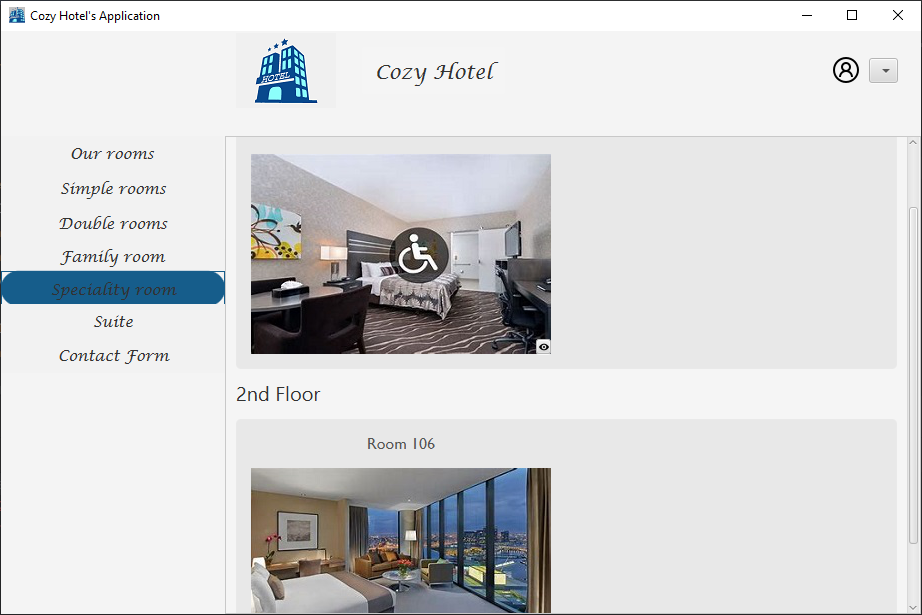 Cozy Hotel's Application
HOTEL
Cozy Hotel
Our rooms
Simple rooms
Double rooms
Family room
Speciality room
Suite
Contact Form
2nd Floor
Room 106